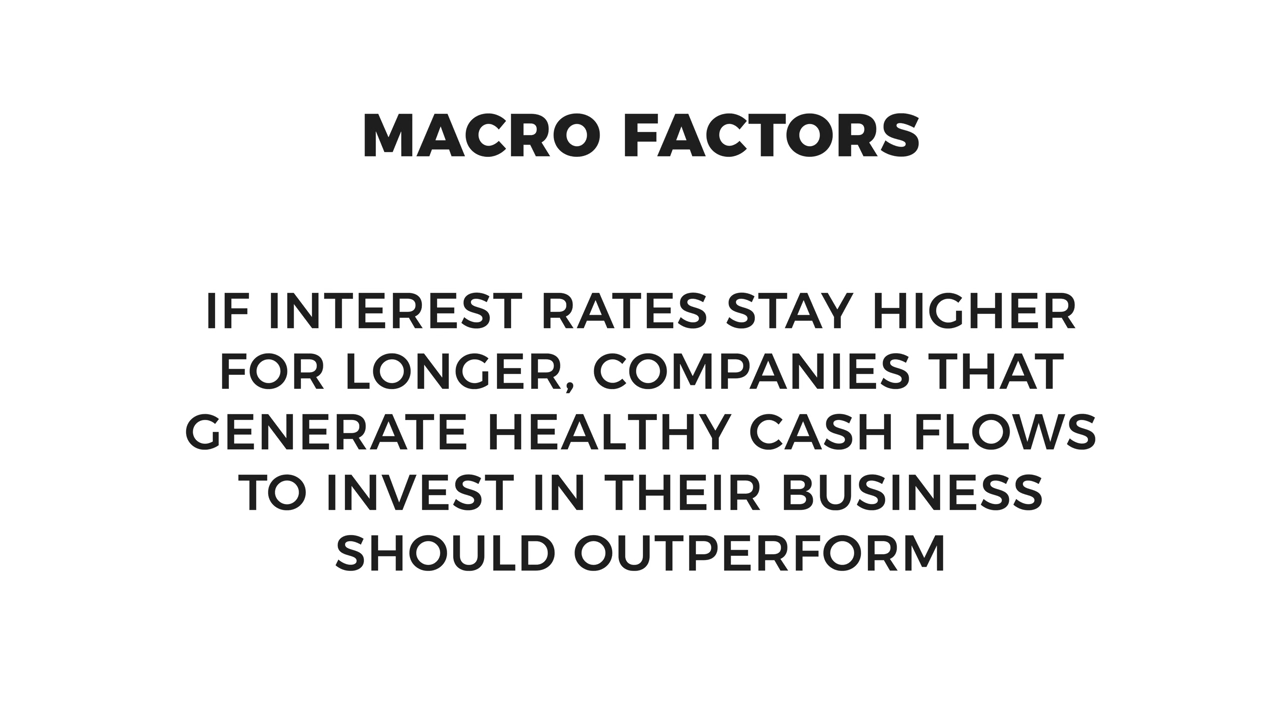 MACRO FACTORS
IF INTEREST RATES STAY HIGHER
FOR LONGER, COMPANIES THAT
GENERATE HEALTHY CASH FLOWS
TO INVEST IN THEIR BUSINESS
SHOULD OUTPERFORM